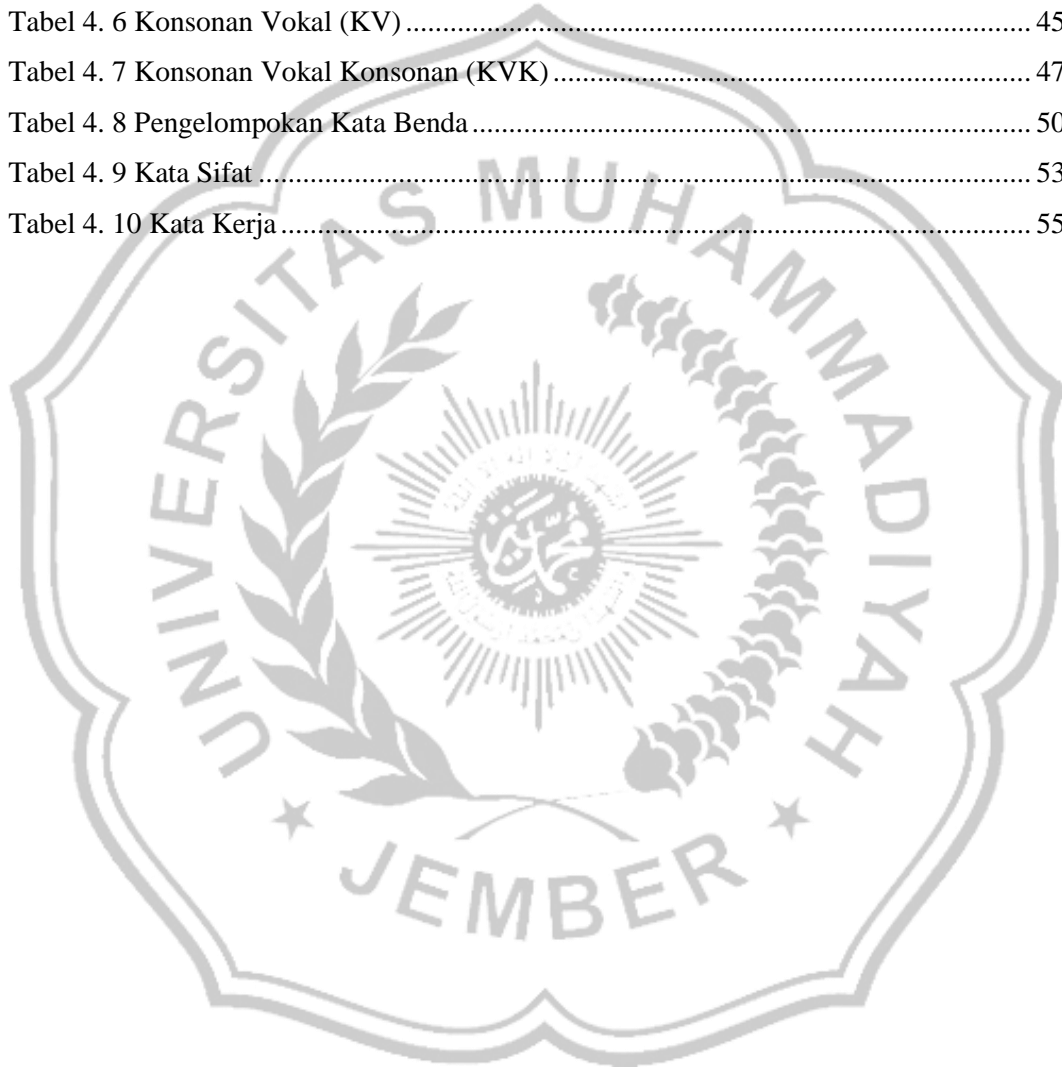 Tabel 4. 6 Konsonan Vokal (KV) ........................................................................................ 45
Tabel 4. 7 Konsonan Vokal Konsonan (KVK) ................................................................... 47
Tabel 4. 8 Pengelompokan Kata Benda .............................................................................. 50
Tabel 4. 9 Kata Sifat ............................................................................................................ 53
Tabel 4. 10 Kata Kerja ......................................................................................................... 55
UNIVERSITAS MUHAMMADIYAH
JEMBER